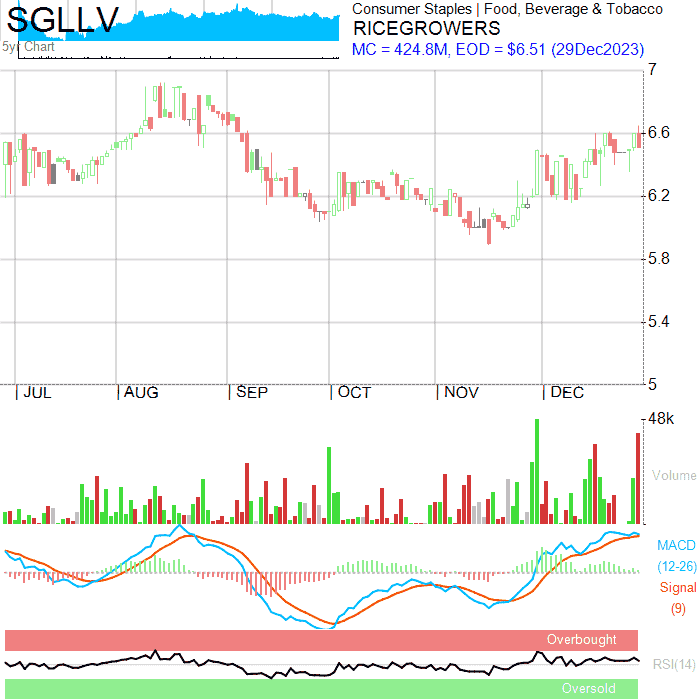 SGLLV
5yr Chart
Consumer Staples | Food, Beverage & Tobacco
RICEGROWERS
MC = 424.8M, EOD = $6.51 (29Dec2023)
7
6.6
6.2
5.8
5.4
5
| JUL | AUG | SEP | OCT | NOV | DEC
48k
Volume
MACD
(12-26)
Signal
(9)
Overbought
RSI(14)
Oversold